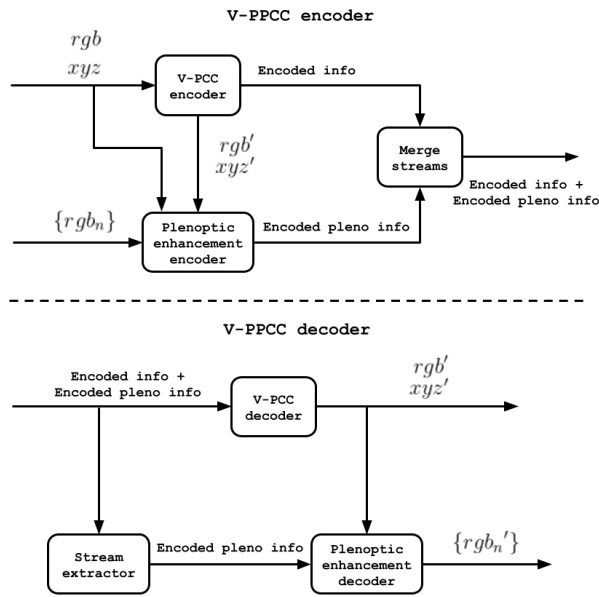 V-PPCC encoder
rgb
xyz
V-PCC
encoder
Encoded info
rgb′
xyz′
Merge
streams
Encoded info +
Encoded pleno info
{rgbₙ}
Plenoptic
enhancement
encoder
Encoded pleno info
V-PPCC decoder
Encoded info +
Encoded pleno info
V-PCC
decoder
rgb′
xyz′
Stream
extractor
Encoded pleno info
Plenoptic
enhancement
decoder
{rgbₙ′}